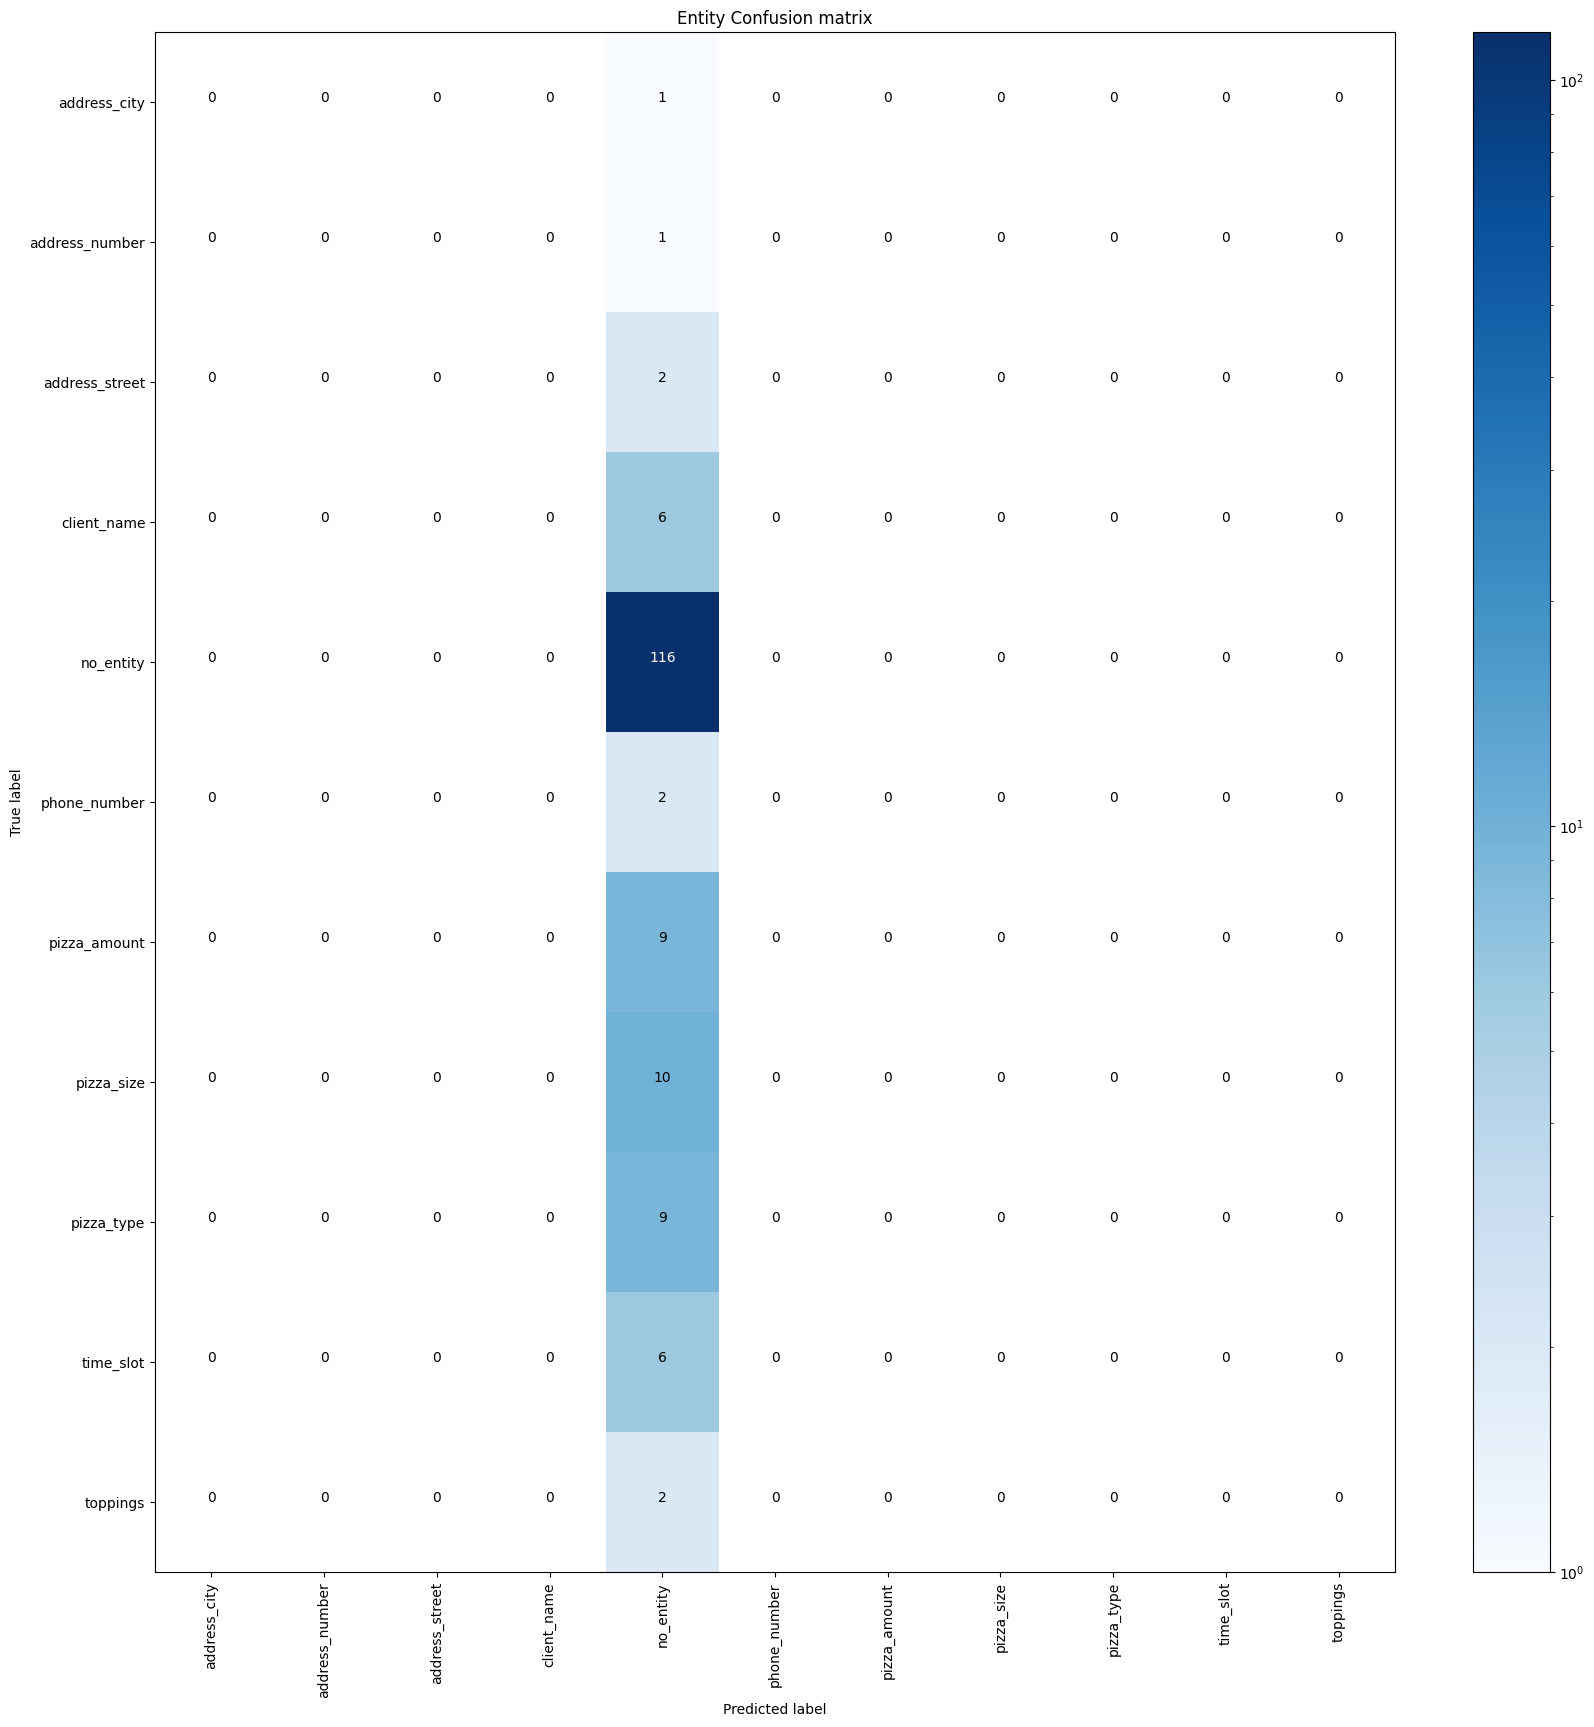 Entity Confusion matrix
address_city 0 0 0 0 1 0 0 0 0 0 0
address_number 0 0 0 0 1 0 0 0 0 0 0
address_street 0 0 0 0 2 0 0 0 0 0 0
client_name 0 0 0 0 6 0 0 0 0 0 0
no_entity 0 0 0 0 116 0 0 0 0 0 0
phone_number 0 0 0 0 2 0 0 0 0 0 0
pizza_amount 0 0 0 0 9 0 0 0 0 0 0
pizza_size 0 0 0 0 10 0 0 0 0 0 0
pizza_type 0 0 0 0 9 0 0 0 0 0 0
time_slot 0 0 0 0 6 0 0 0 0 0 0
toppings 0 0 0 0 2 0 0 0 0 0 0
True label
address_city
address_number
address_street
client_name
no_entity
phone_number
pizza_amount
pizza_size
pizza_type
time_slot
toppings
Predicted label
10²
10¹
10⁰